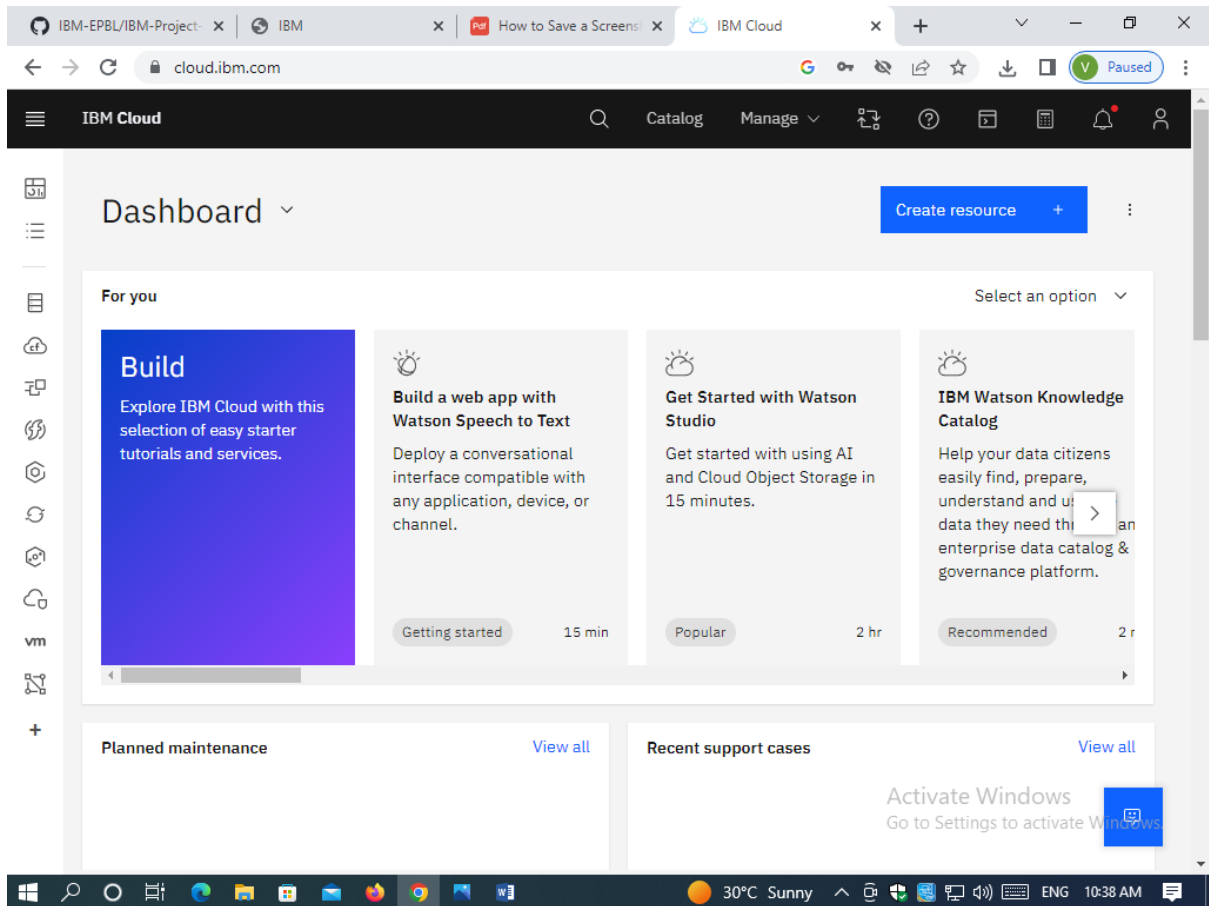 IBM-EPBL/IBM-Project-
IBM
How to Save a Screens
IBM Cloud
cloud.ibm.com
V Paused
IBM Cloud
Catalog
Manage
Dashboard
Create resource +
For you
Select an option
Build
Explore IBM Cloud with this
selection of easy starter
tutorials and services.
Build a web app with
Watson Speech to Text
Deploy a conversational
interface compatible with
any application, device, or
channel.
Getting started 15 min
Get Started with Watson
Studio
Get started with using AI
and Cloud Object Storage in
15 minutes.
Popular 2 hr
IBM Watson Knowledge
Catalog
Help your data citizens
easily find, prepare,
understand and
data they need
enterprise data catalog &
governance platform.
Recommended 2
vm
Planned maintenance
View all
Recent support cases
View all
Activate Windows
Go to Settings to activate Windows.
30°C Sunny
ENG
10:38 AM